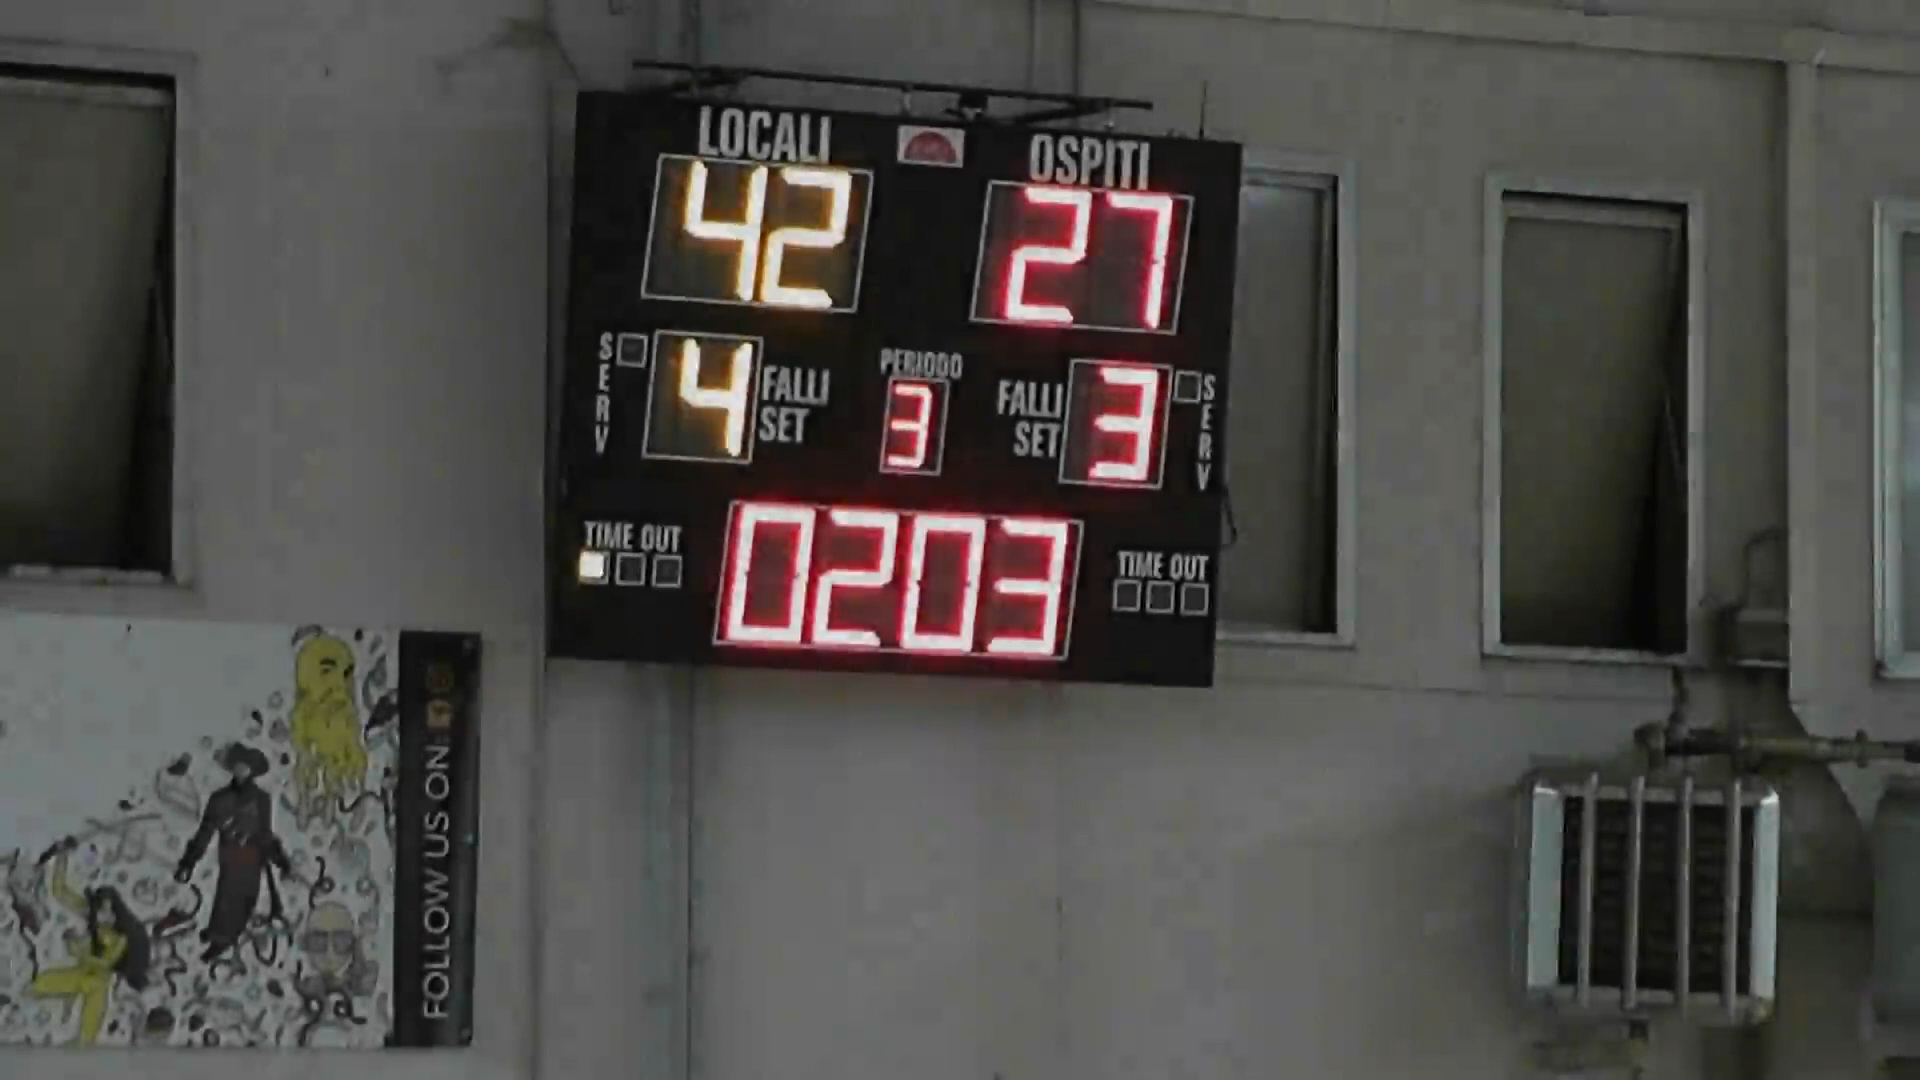 LOCALI
OSPITI
42
27
SERV
4
FALLI
SET
PERIODO
3
FALLI
SET
3
SERV
TIME OUT
0203
TIME OUT
FOLLOW US ON: